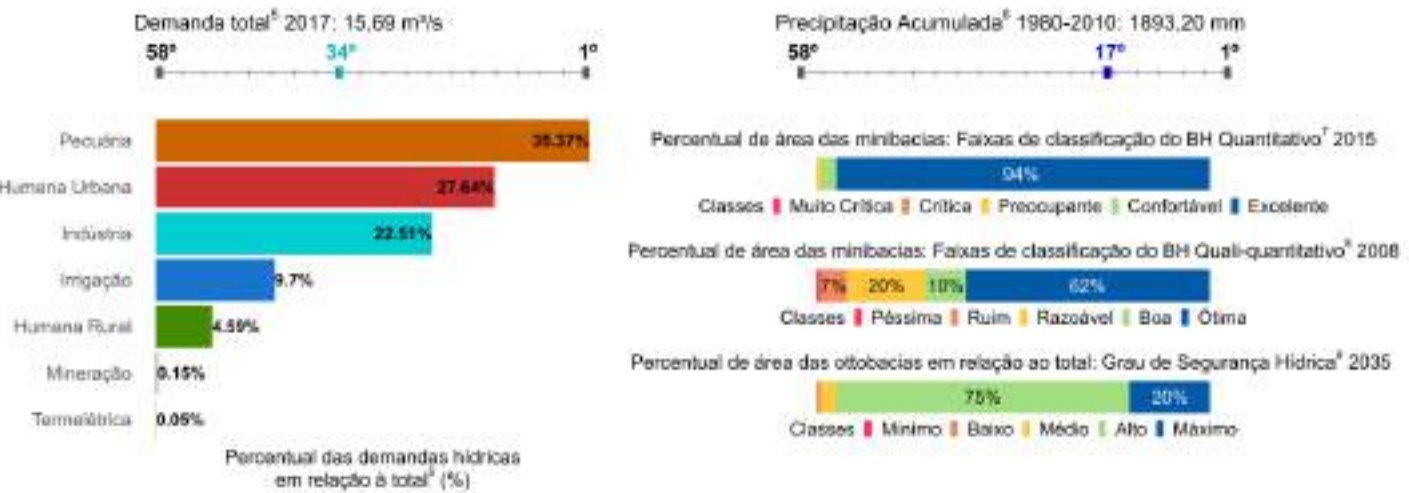 Demanda total⁵ 2017: 15,69 m³/s
58º 34º 1º
Pecuária 35.37%
Humana Urbana 27.64%
Indústria 22.51%
Irrigação 9.7%
Humana Rural 4.59%
Mineração 0.15%
Termelétrica 0.05%
Percentual das demandas hídricas
em relação à total⁵ (%)
Precipitação Acumulada⁶ 1980-2010: 1893,20 mm
58º 17º 1º
Percentual de área das minibacias: Faixas de classificação do BH Quantitativo⁷ 2015
94%
Classes Muito Crítica Crítica Preocupante Confortável Excelente
Percentual de área das minibacias: Faixas de classificação do BH Quali-quantitativo⁸ 2008
7% 20% 10% 62%
Classes Péssima Ruim Razoável Boa Ótima
Percentual de área das ottobacias em relação ao total: Grau de Segurança Hídrica 2035
75% 20%
Classes Mínimo Baixo Médio Alto Máximo